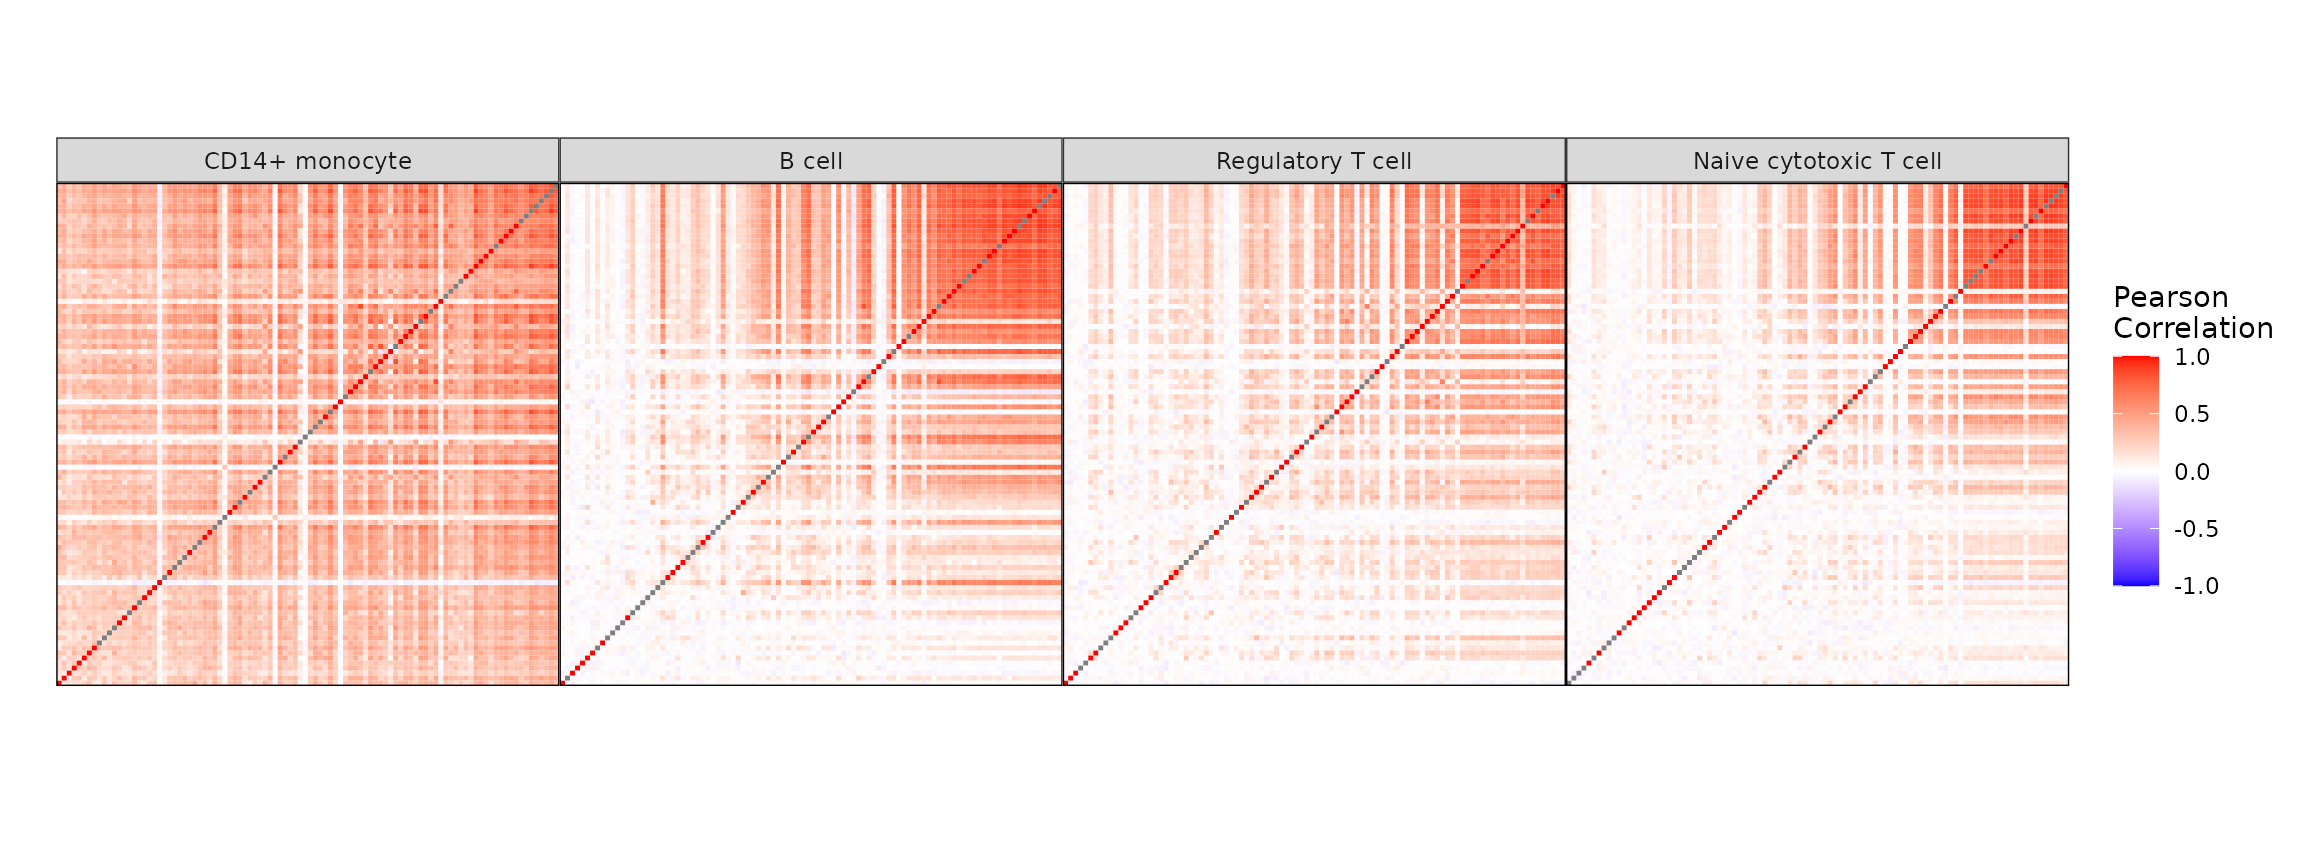 CD14+ monocyte
B cell
Regulatory T cell
Naive cytotoxic T cell
Pearson
Correlation
1.0
0.5
0.0
-0.5
-1.0